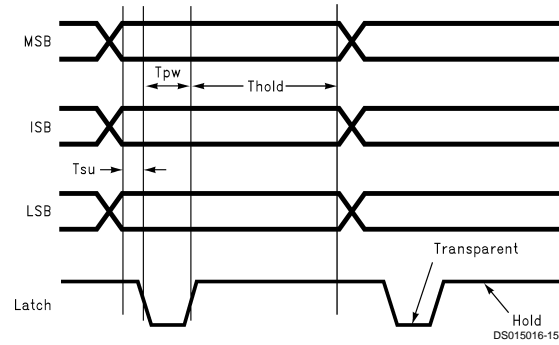 MSB
Tpw
Thold
ISB
Tsu
LSB
Transparent
Latch
Hold
DS015016-15